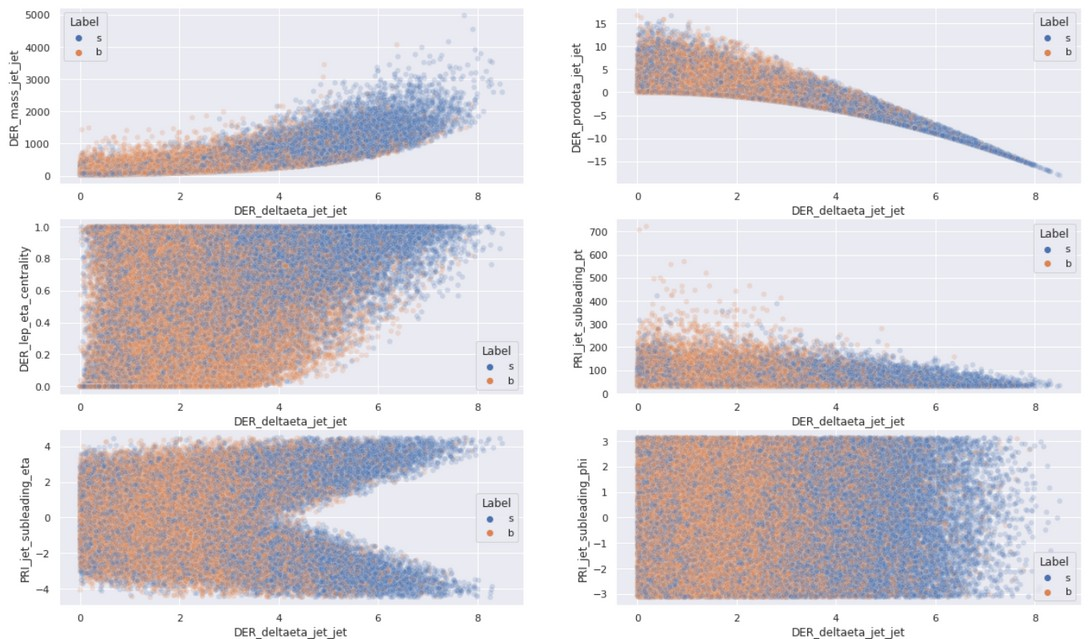 DER_mass_jet_jet
5000
4000
3000
2000
1000
0
Label
s
b
0 2 4 6 8
DER_deltaeta_jet_jet
DER_prodeta_jet_jet
15
10
5
0
−5
−10
−15
Label
s
b
0 2 4 6 8
DER_deltaeta_jet_jet
DER_lep_eta_centrality
1.0
0.8
0.6
0.4
0.2
0.0
Label
s
b
0 2 4 6 8
DER_deltaeta_jet_jet
PRI_jet_subleading_pt
700
600
500
400
300
200
100
0
Label
s
b
0 2 4 6 8
DER_deltaeta_jet_jet
PRI_jet_subleading_eta
4
2
0
−2
−4
Label
s
b
0 2 4 6 8
DER_deltaeta_jet_jet
PRI_jet_subleading_phi
3
2
1
0
−1
−2
−3
Label
s
b
0 2 4 6 8
DER_deltaeta_jet_jet